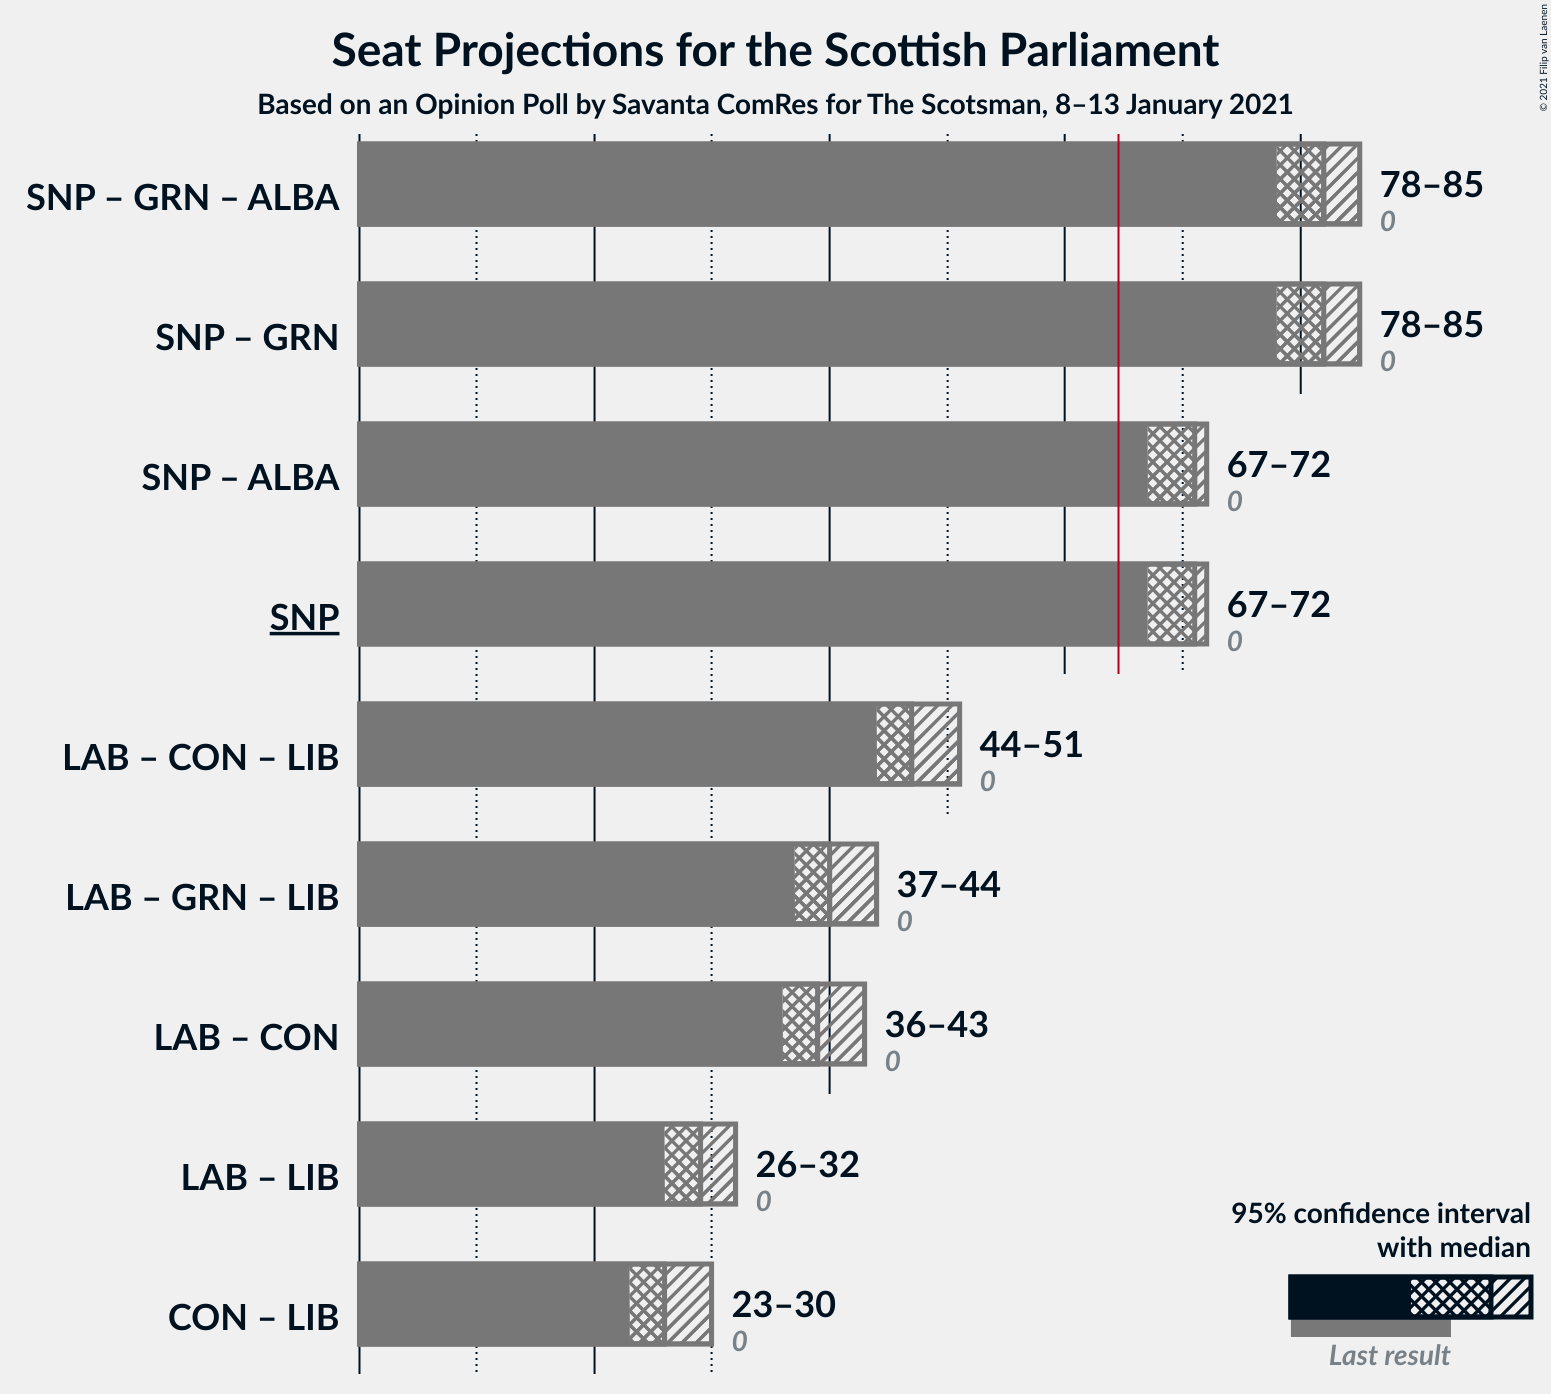 Seat Projections for the Scottish Parliament
Based on an Opinion Poll by Savanta ComRes for The Scotsman, 8–13 January 2021
© 2021 Filip van Laenen
SNP – GRN – ALBA
78–85
0
SNP – GRN
78–85
0
SNP – ALBA
67–72
0
SNP
67–72
0
LAB – CON – LIB
44–51
0
LAB – GRN – LIB
37–44
0
LAB – CON
36–43
0
LAB – LIB
26–32
0
CON – LIB
23–30
0
95% confidence interval
with median
Last result